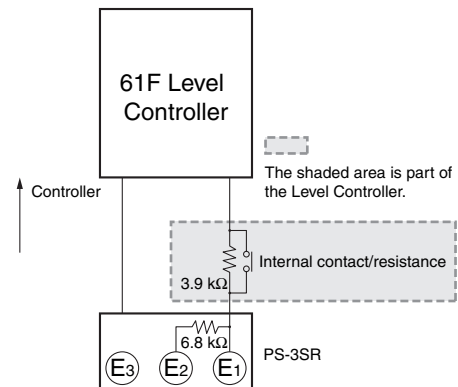 61F Level
Controller
The shaded area is part of
the Level Controller.
Controller
Internal contact/resistance
3.9 kΩ
6.8 kΩ
E3
E2
E1
PS-3SR